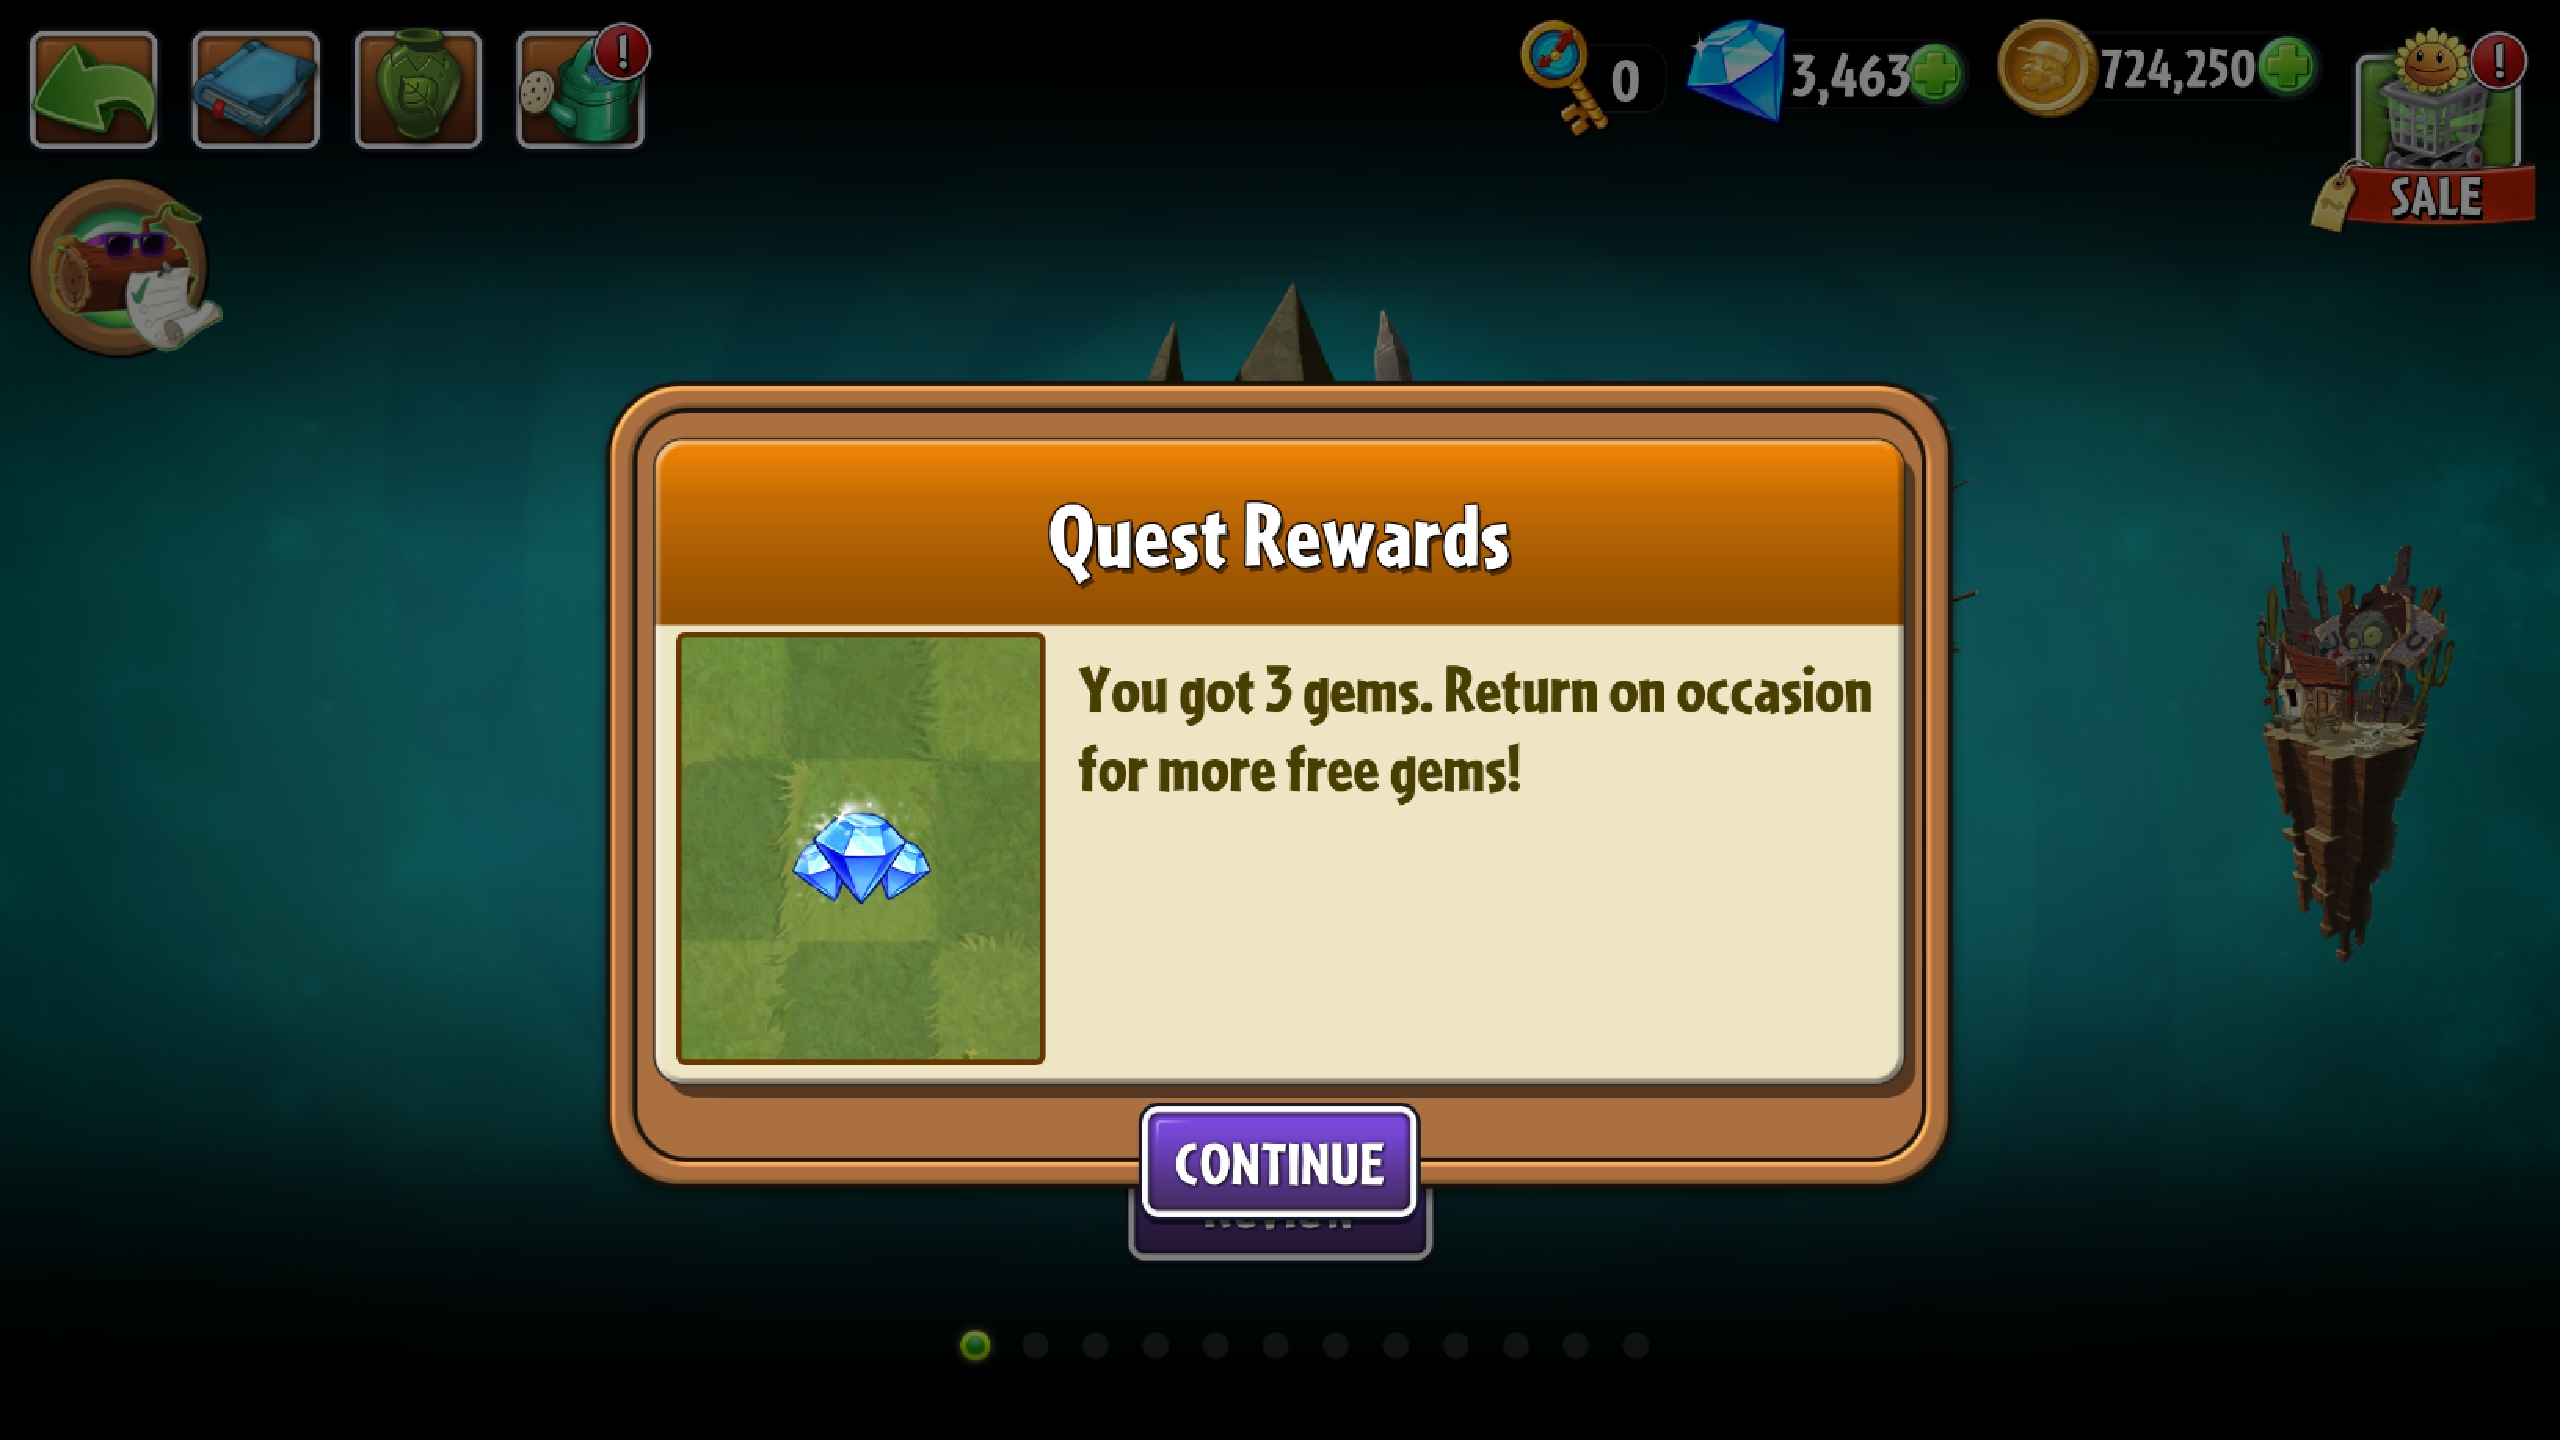 0
3,463
724,250
SALE
Quest Rewards
You got 3 gems. Return on occasion
for more free gems!
CONTINUE
Review